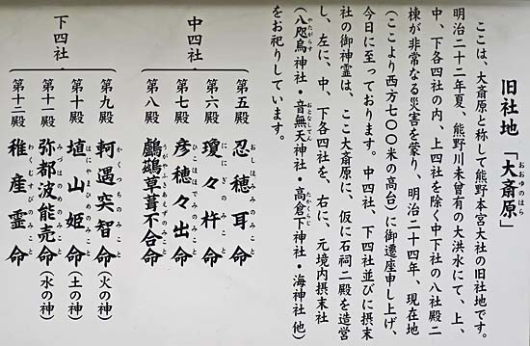 旧社地「大斎原」
おおゆのはら
ここは、大斎原と称して熊野本宮大社の旧社地です。
明治二十二年夏、熊野川未曽有の大洪水にて、上、
中、下各四社の内、上四社を除く中下社の八社殿二
棟が非常なる災害を蒙り、明治二十四年、現在地
(ここより西方七〇〇米の高台)に御遷座申し上げ、
今日に至っております。中四社、下四社並びに摂末
社の御神霊は、ここ大斎原に、仮に石祠二殿を造営
し、左に、中、下各四社を、右に、元境内摂末社
(八咫烏神社・音無天神社・高倉下神社・海神社 他)
をお祀りしています。
中四社
第五殿 忍穂耳命
第六殿 瓊々杵命
第七殿 彦穂々出命
第八殿 鸕鶿草葺不合命
下四社
第九殿 軻遇突智命(火の神)
第十殿 埴山姫命(土の神)
第十一殿 弥都波能売命(水の神)
第十二殿 稚産霊命